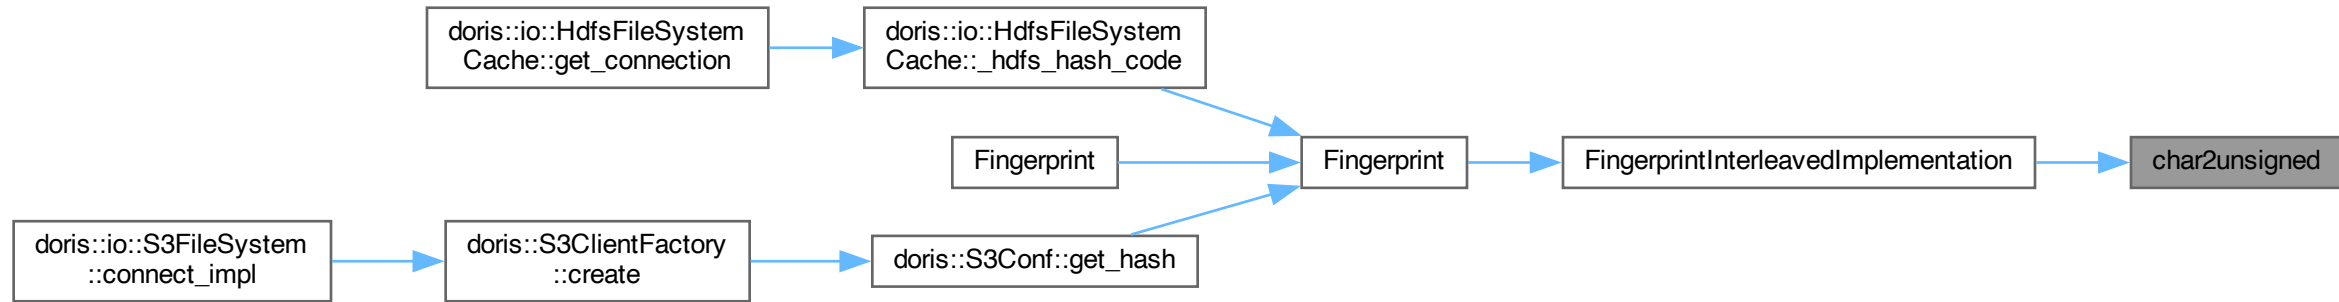 doris::io::HdfsFileSystem
Cache::get_connection
doris::io::HdfsFileSystem
Cache::_hdfs_hash_code
Fingerprint
Fingerprint
FingerprintInterleavedImplementation
char2unsigned
doris::io::S3FileSystem
::connect_impl
doris::S3ClientFactory
::create
doris::S3Conf::get_hash